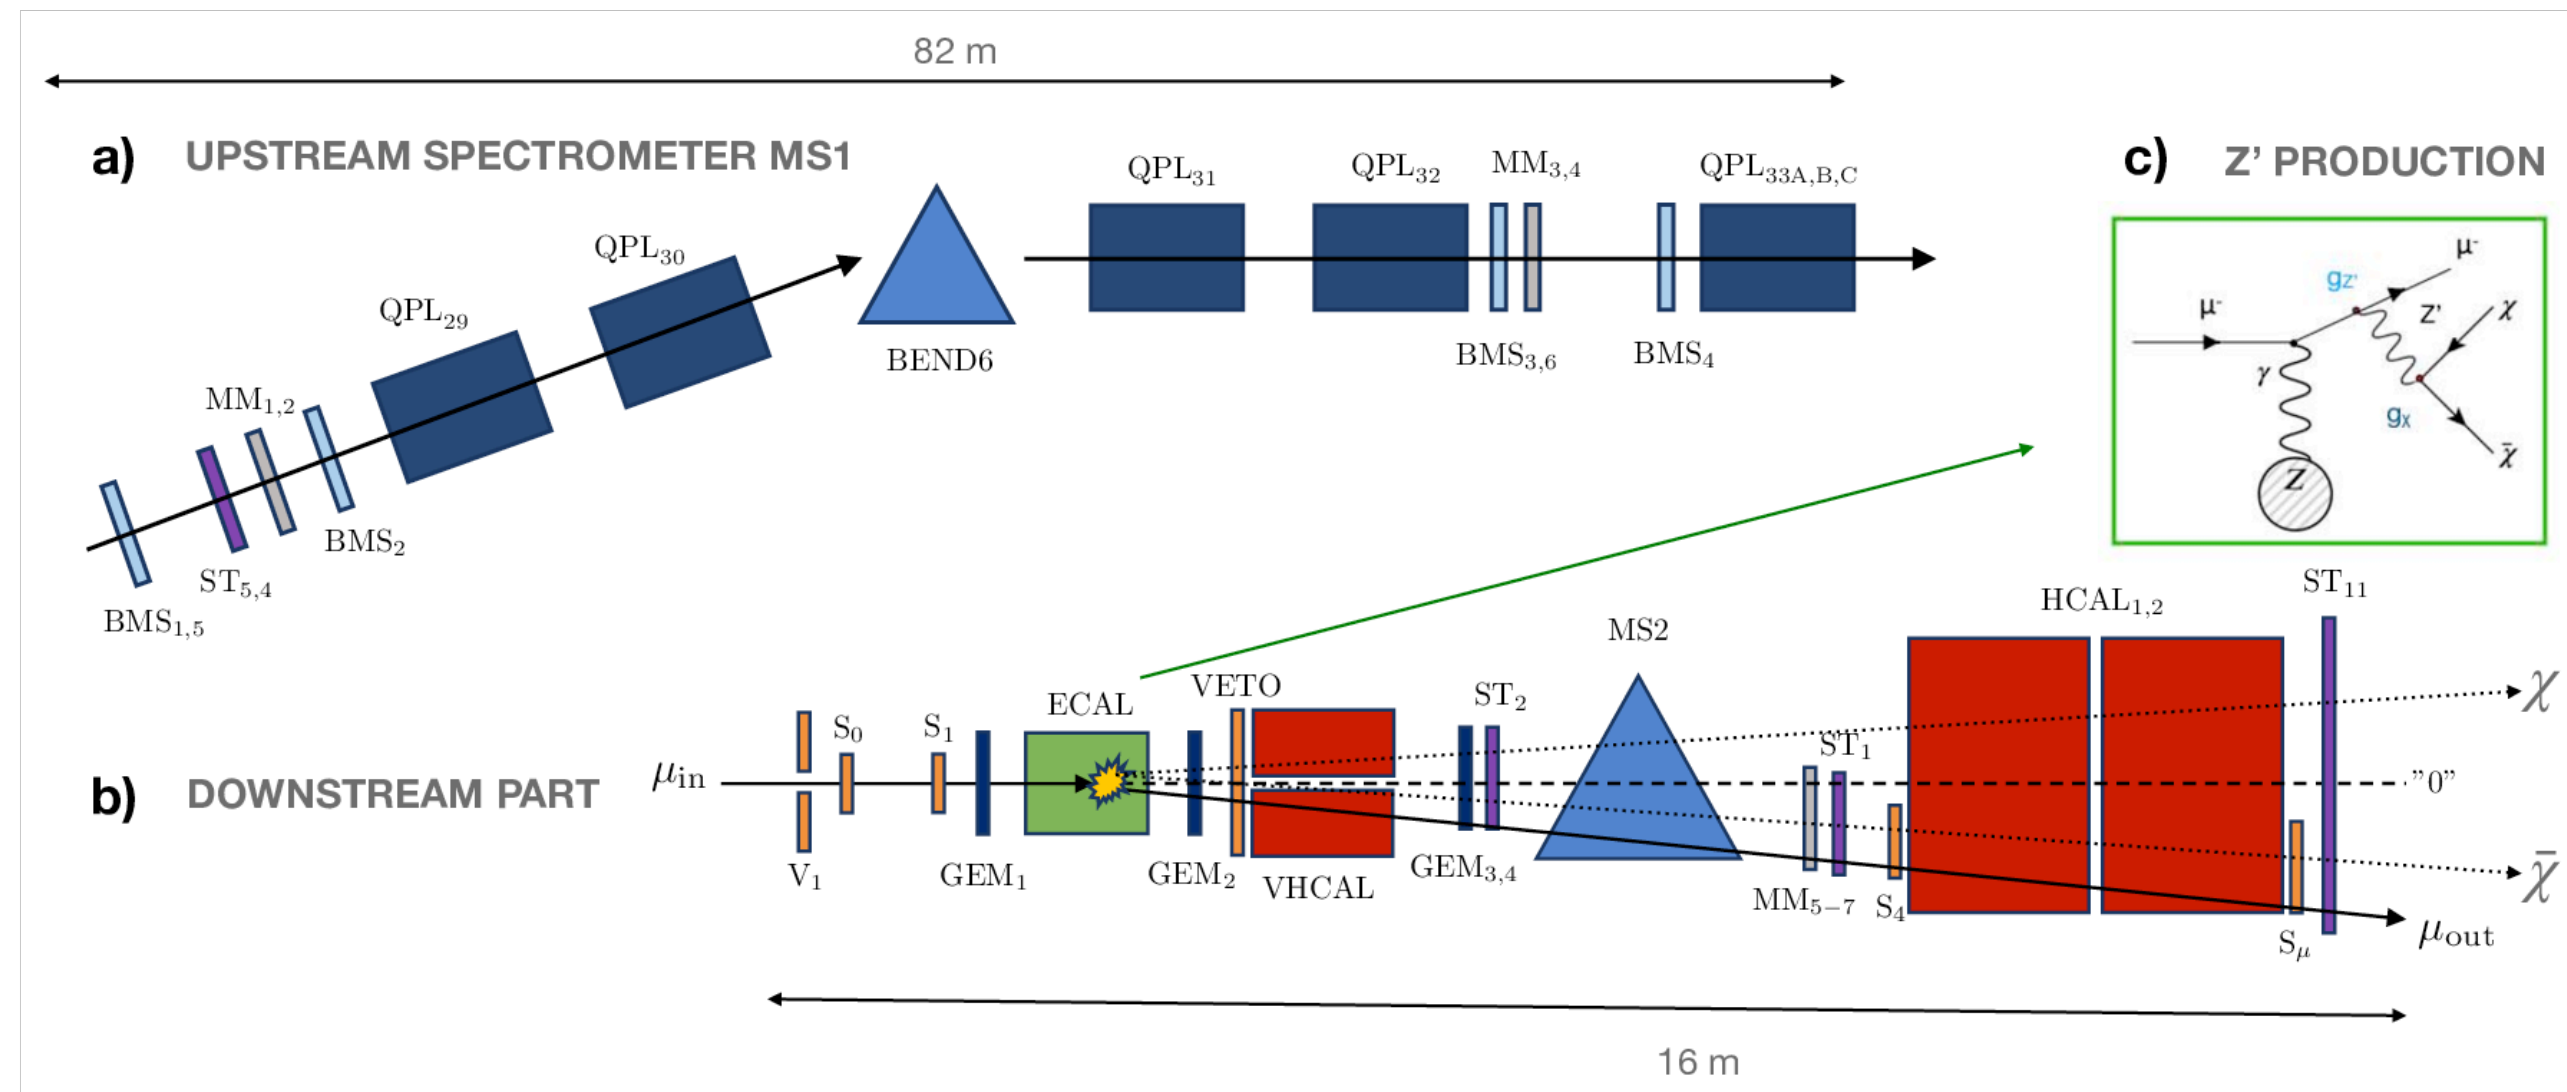 82 m
a) UPSTREAM SPECTROMETER MS1
QPL₃₁
QPL₃₂
MM₃,₄
QPL₃₃A,B,C
c) Z' PRODUCTION
QPL₃₀
QPL₂₉
MM₁,₂
BMS₂
ST₅,₄
BMS₁,₅
BEND6
BMS₃,₆
BMS₄
μ⁻
gZ'
μ⁻
Z'
χ
γ
gχ
χ̄
Z
b) DOWNSTREAM PART
μin
V₁
S₀
S₁
GEM₁
ECAL
GEM₂
VETO
VHCAL
ST₂
GEM₃,₄
MS2
ST₁
MM₅₋₇
S₄
HCAL₁,₂
ST₁₁
Sμ
χ
"0"
χ̄
μout
16 m